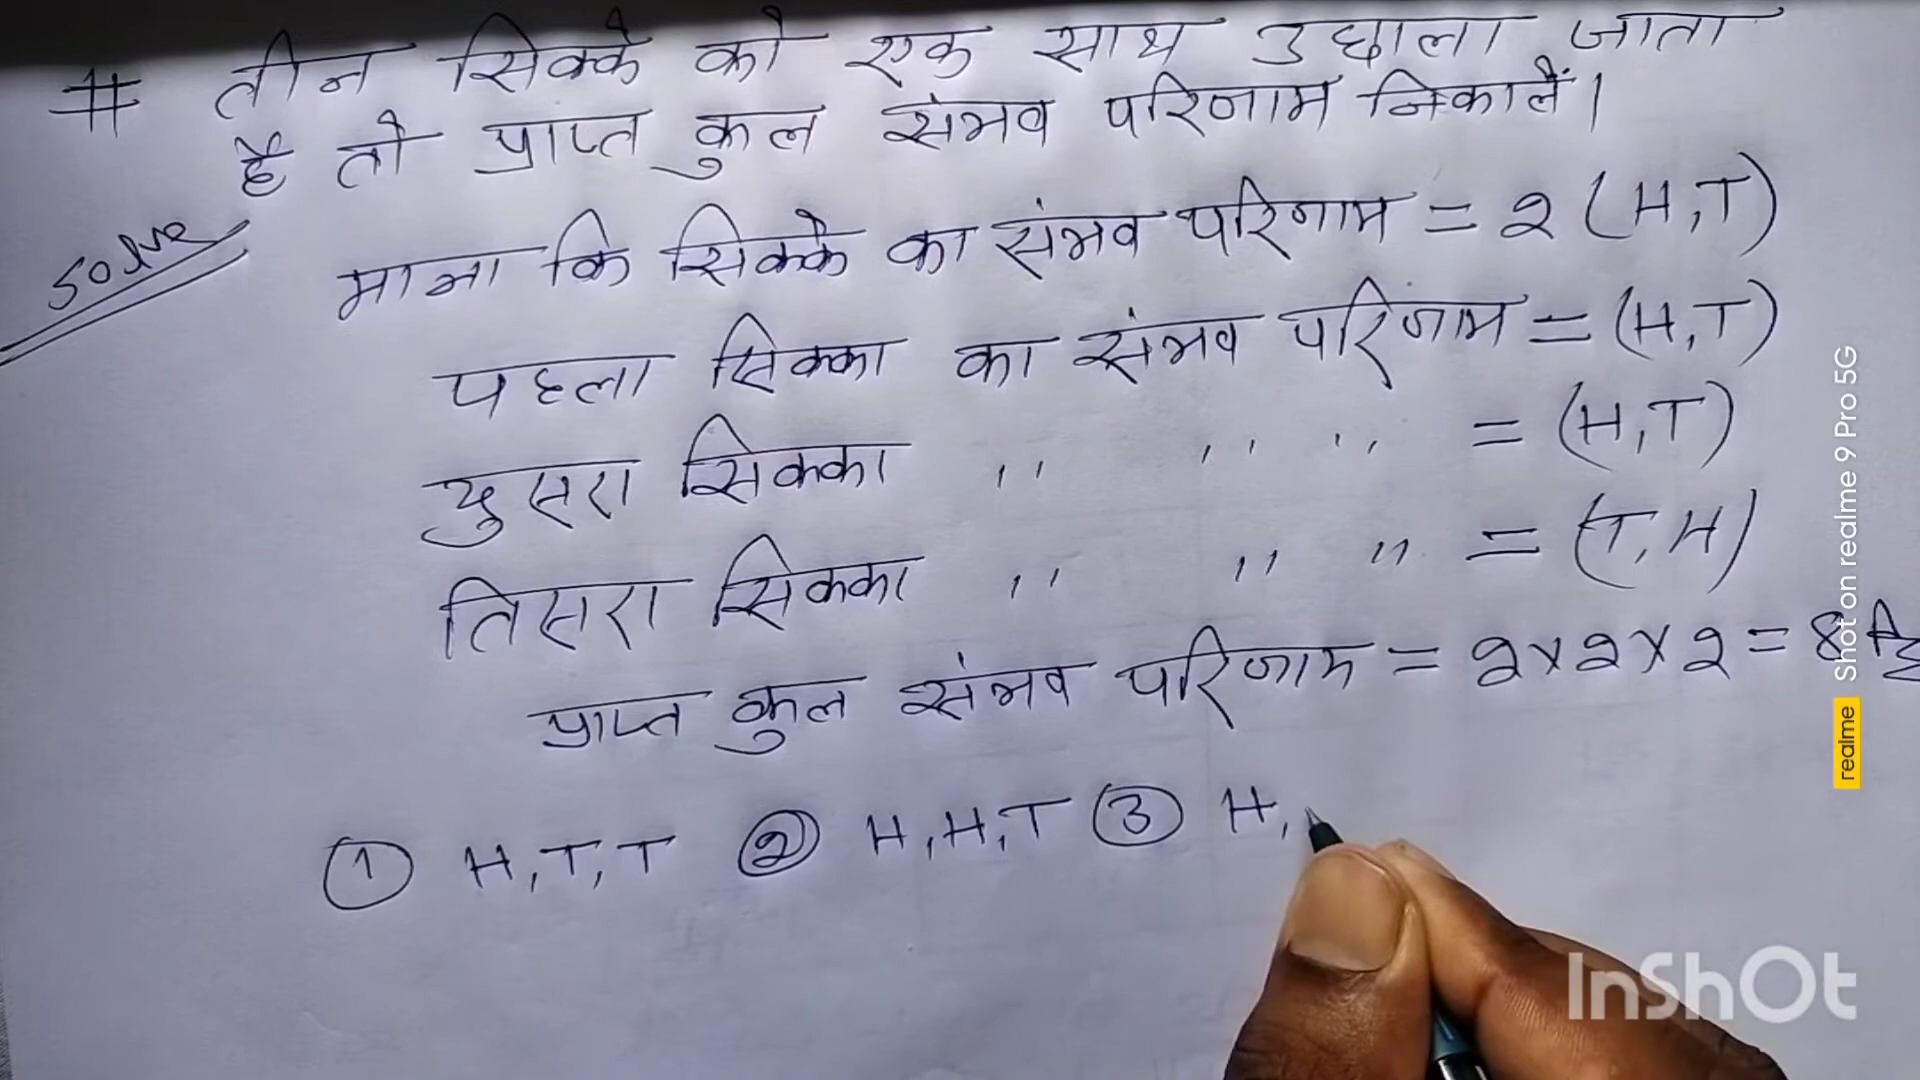 # तीन सिक्के को एक साथ उछाला जाता
है तो प्राप्त कुल संभव परिणाम निकालें।
Solve
माना कि सिक्के का संभव परिणाम = 2 (H,T)
पहला सिक्का का संभव परिणाम = (H,T)
दुसरा सिक्का ,, ,, ,, = (H,T)
तिसरा सिक्का ,, ,, ,, = (T,H)
प्राप्त कुल संभव परिणाम = 2×2×2 = 8
① H,T,T ② H,H,T ③ H,
realme Shot on realme 9 Pro 5G
InShOt